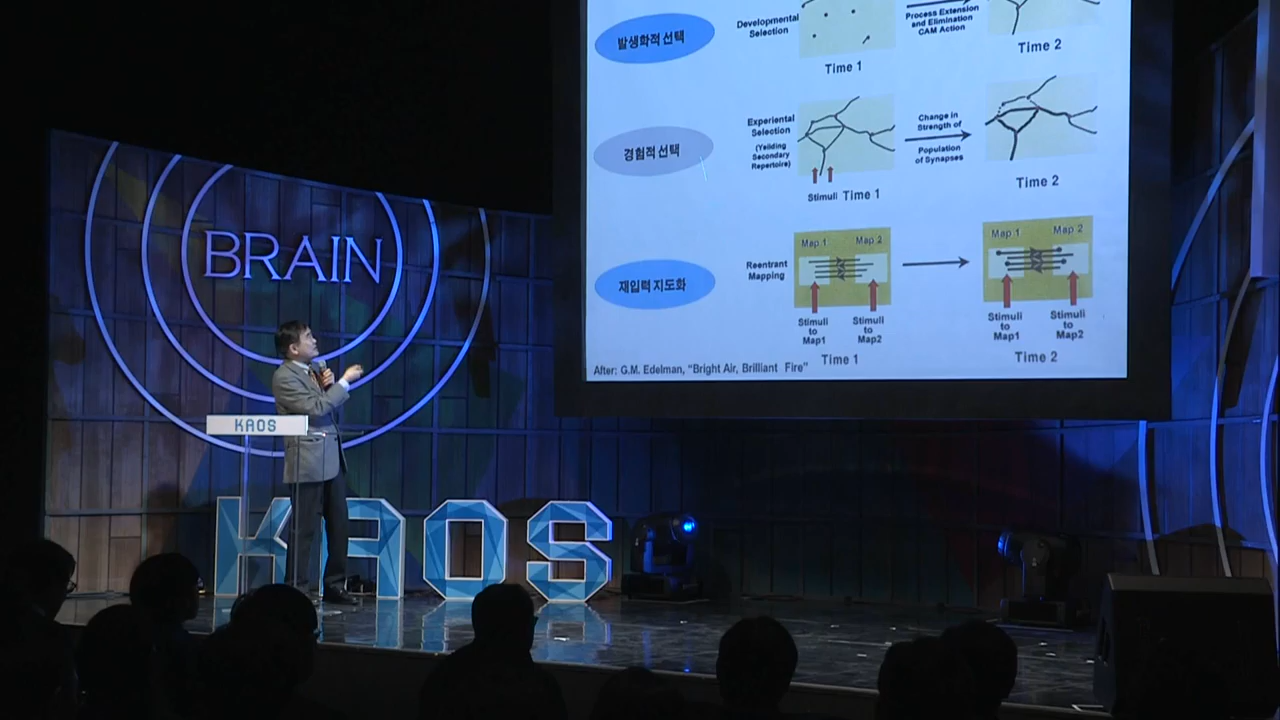 발생학적 선택
Developmental
Selection
Time 1
Process Extension
and Elimination
CAM Action
Time 2
경험적 선택
Experiental
Selection
(Yeilding
Secondary
Repertoire)
Stimuli
Time 1
Change in
Strength of
Population
of Synapses
Time 2
재입력 지도화
Reentrant
Mapping
Map 1
Map 2
Stimuli
to
Map1
Stimuli
to
Map2
Time 1
Map 1
Map 2
Stimuli
to
Map1
Stimuli
to
Map2
Time 2
After: G.M. Edelman, "Bright Air, Brilliant Fire"
BRAIN
KAOS
KAOS